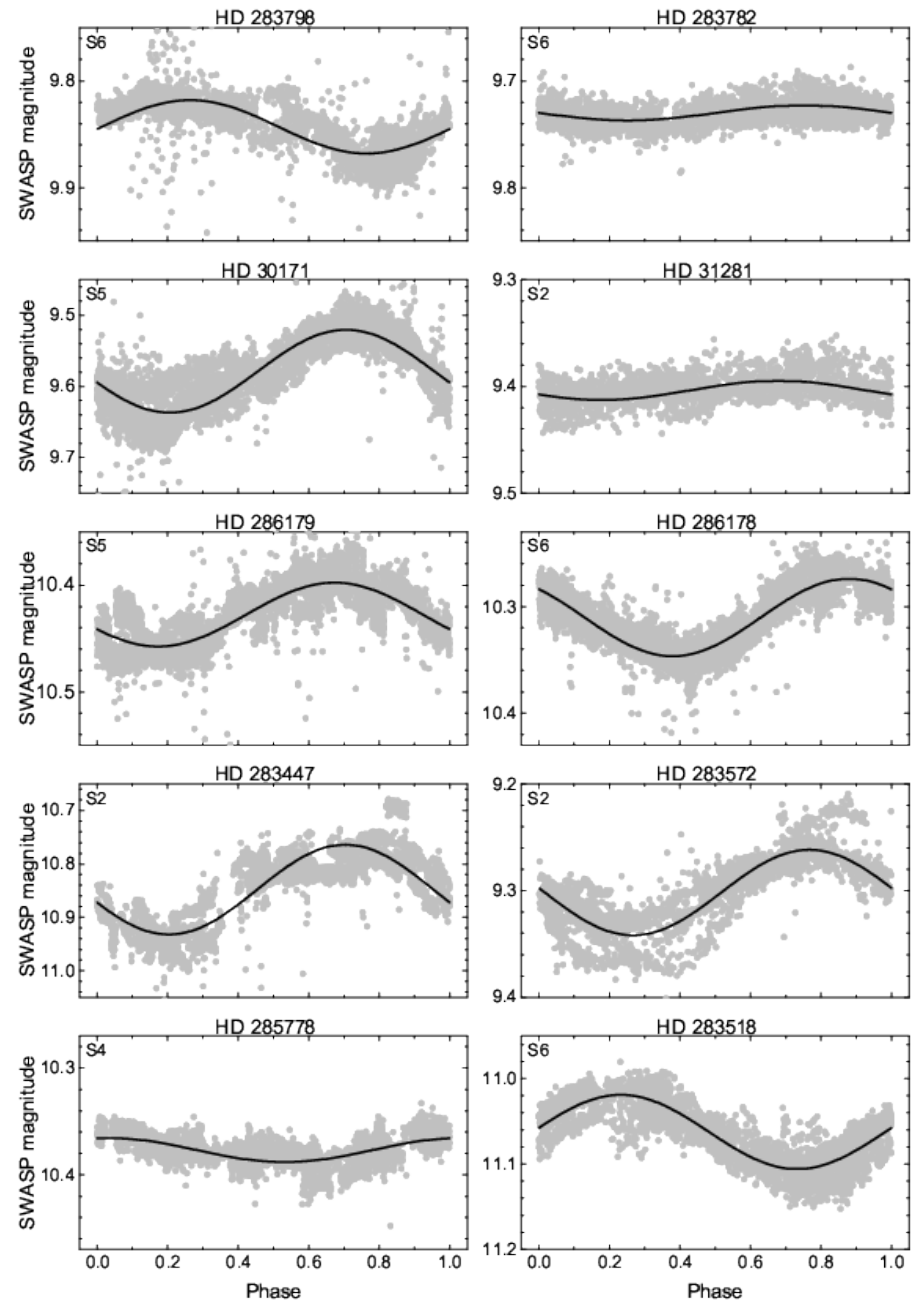 HD 283798 HD 283782
S6 S6
9.8 9.7
9.9 9.8
SWASP magnitude
HD 30171 HD 31281
S5 S2
9.5 9.3
9.6 9.4
9.7 9.5
SWASP magnitude
HD 286179 HD 286178
S5 S6
10.4 10.3
10.5 10.4
SWASP magnitude
HD 283447 HD 283572
S2 S2
10.7 9.2
10.8 9.3
10.9
11.0 9.4
SWASP magnitude
HD 285778 HD 283518
S4 S6
10.3 11.0
10.4 11.1
11.2
SWASP magnitude
0.0 0.2 0.4 0.6 0.8 1.0 0.0 0.2 0.4 0.6 0.8 1.0
Phase Phase